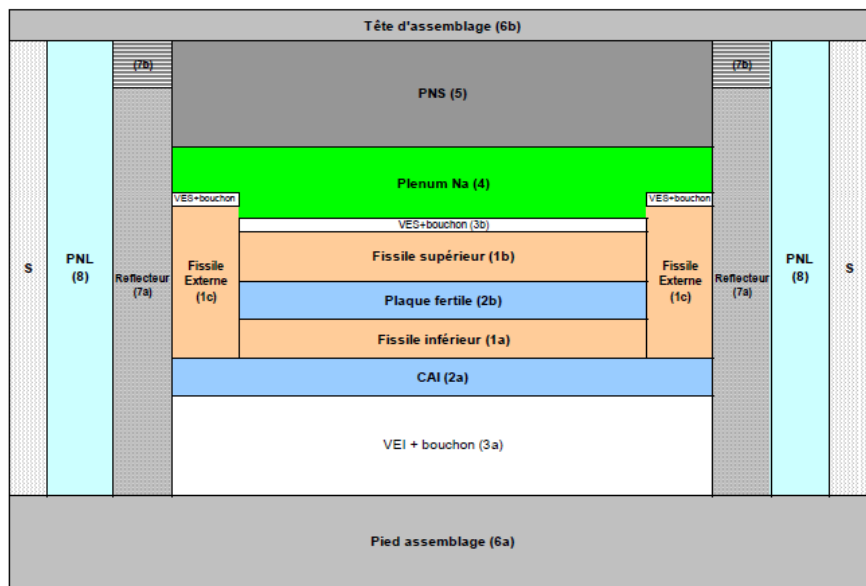 Tête d'assemblage (6b)
(7b)
(7b)
PNS (5)
Plenum Na (4)
VES+bouchon
VES+bouchon
VES+bouchon (3b)
S
PNL
(8)
Reflecteur
(7a)
Fissile
Externe
(1c)
Fissile supérieur (1b)
Plaque fertile (2b)
Fissile inférieur (1a)
Fissile
Externe
(1c)
Reflecteur
(7a)
PNL
(8)
S
CAI (2a)
VEI + bouchon (3a)
Pied assemblage (6a)